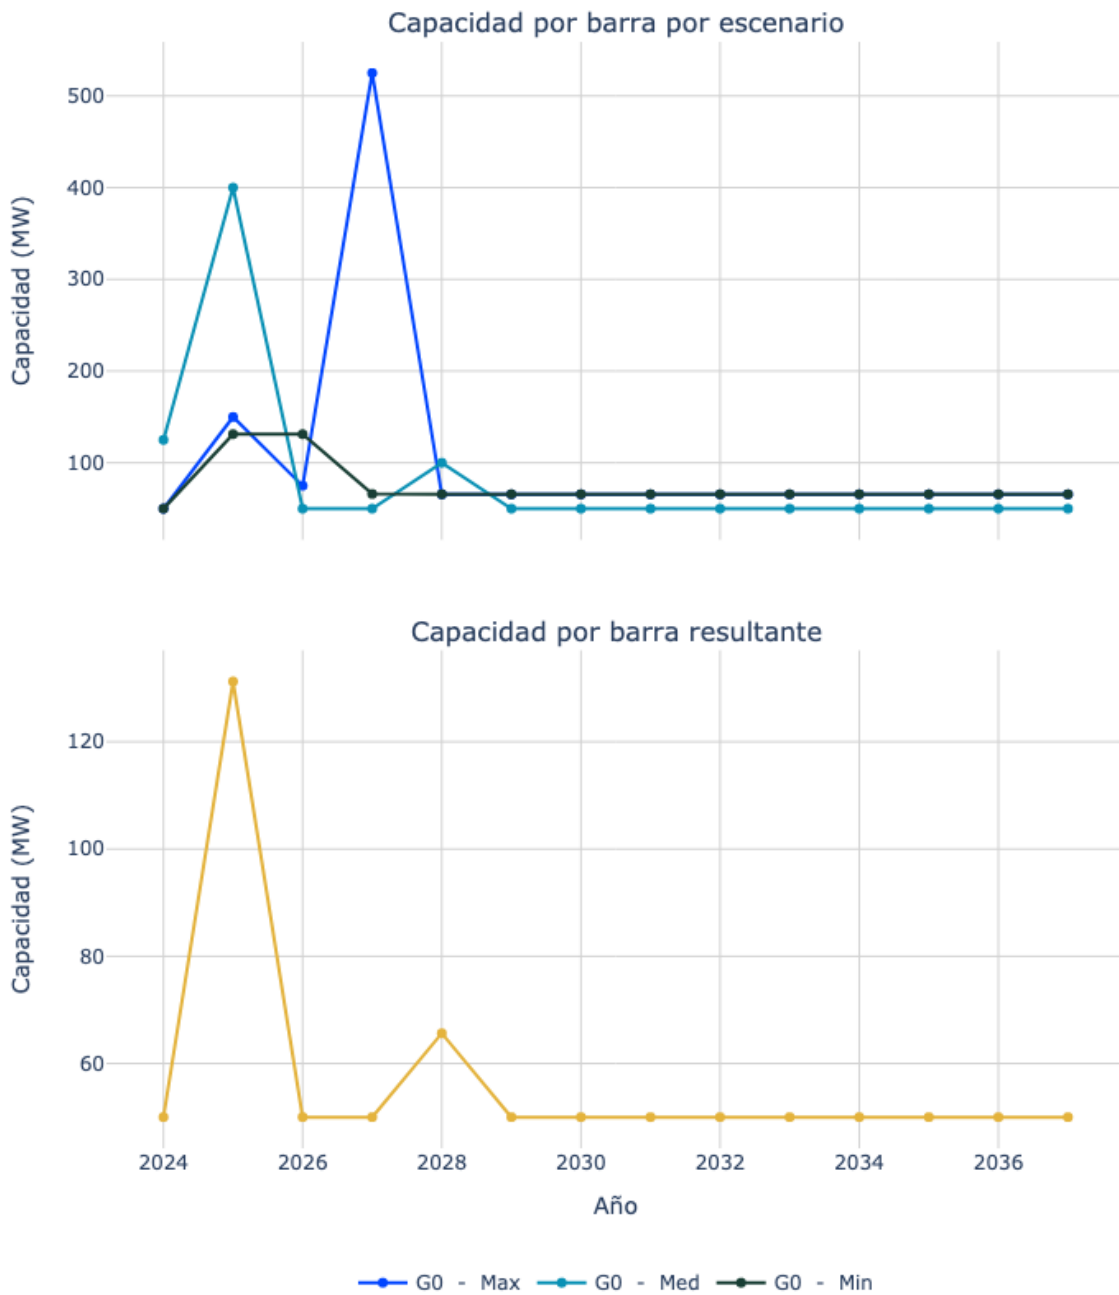 Capacidad por barra por escenario
Capacidad (MW)
500
400
300
200
100
Capacidad por barra resultante
Capacidad (MW)
120
100
80
60
2024 2026 2028 2030 2032 2034 2036
Año
G0 - Max G0 - Med G0 - Min